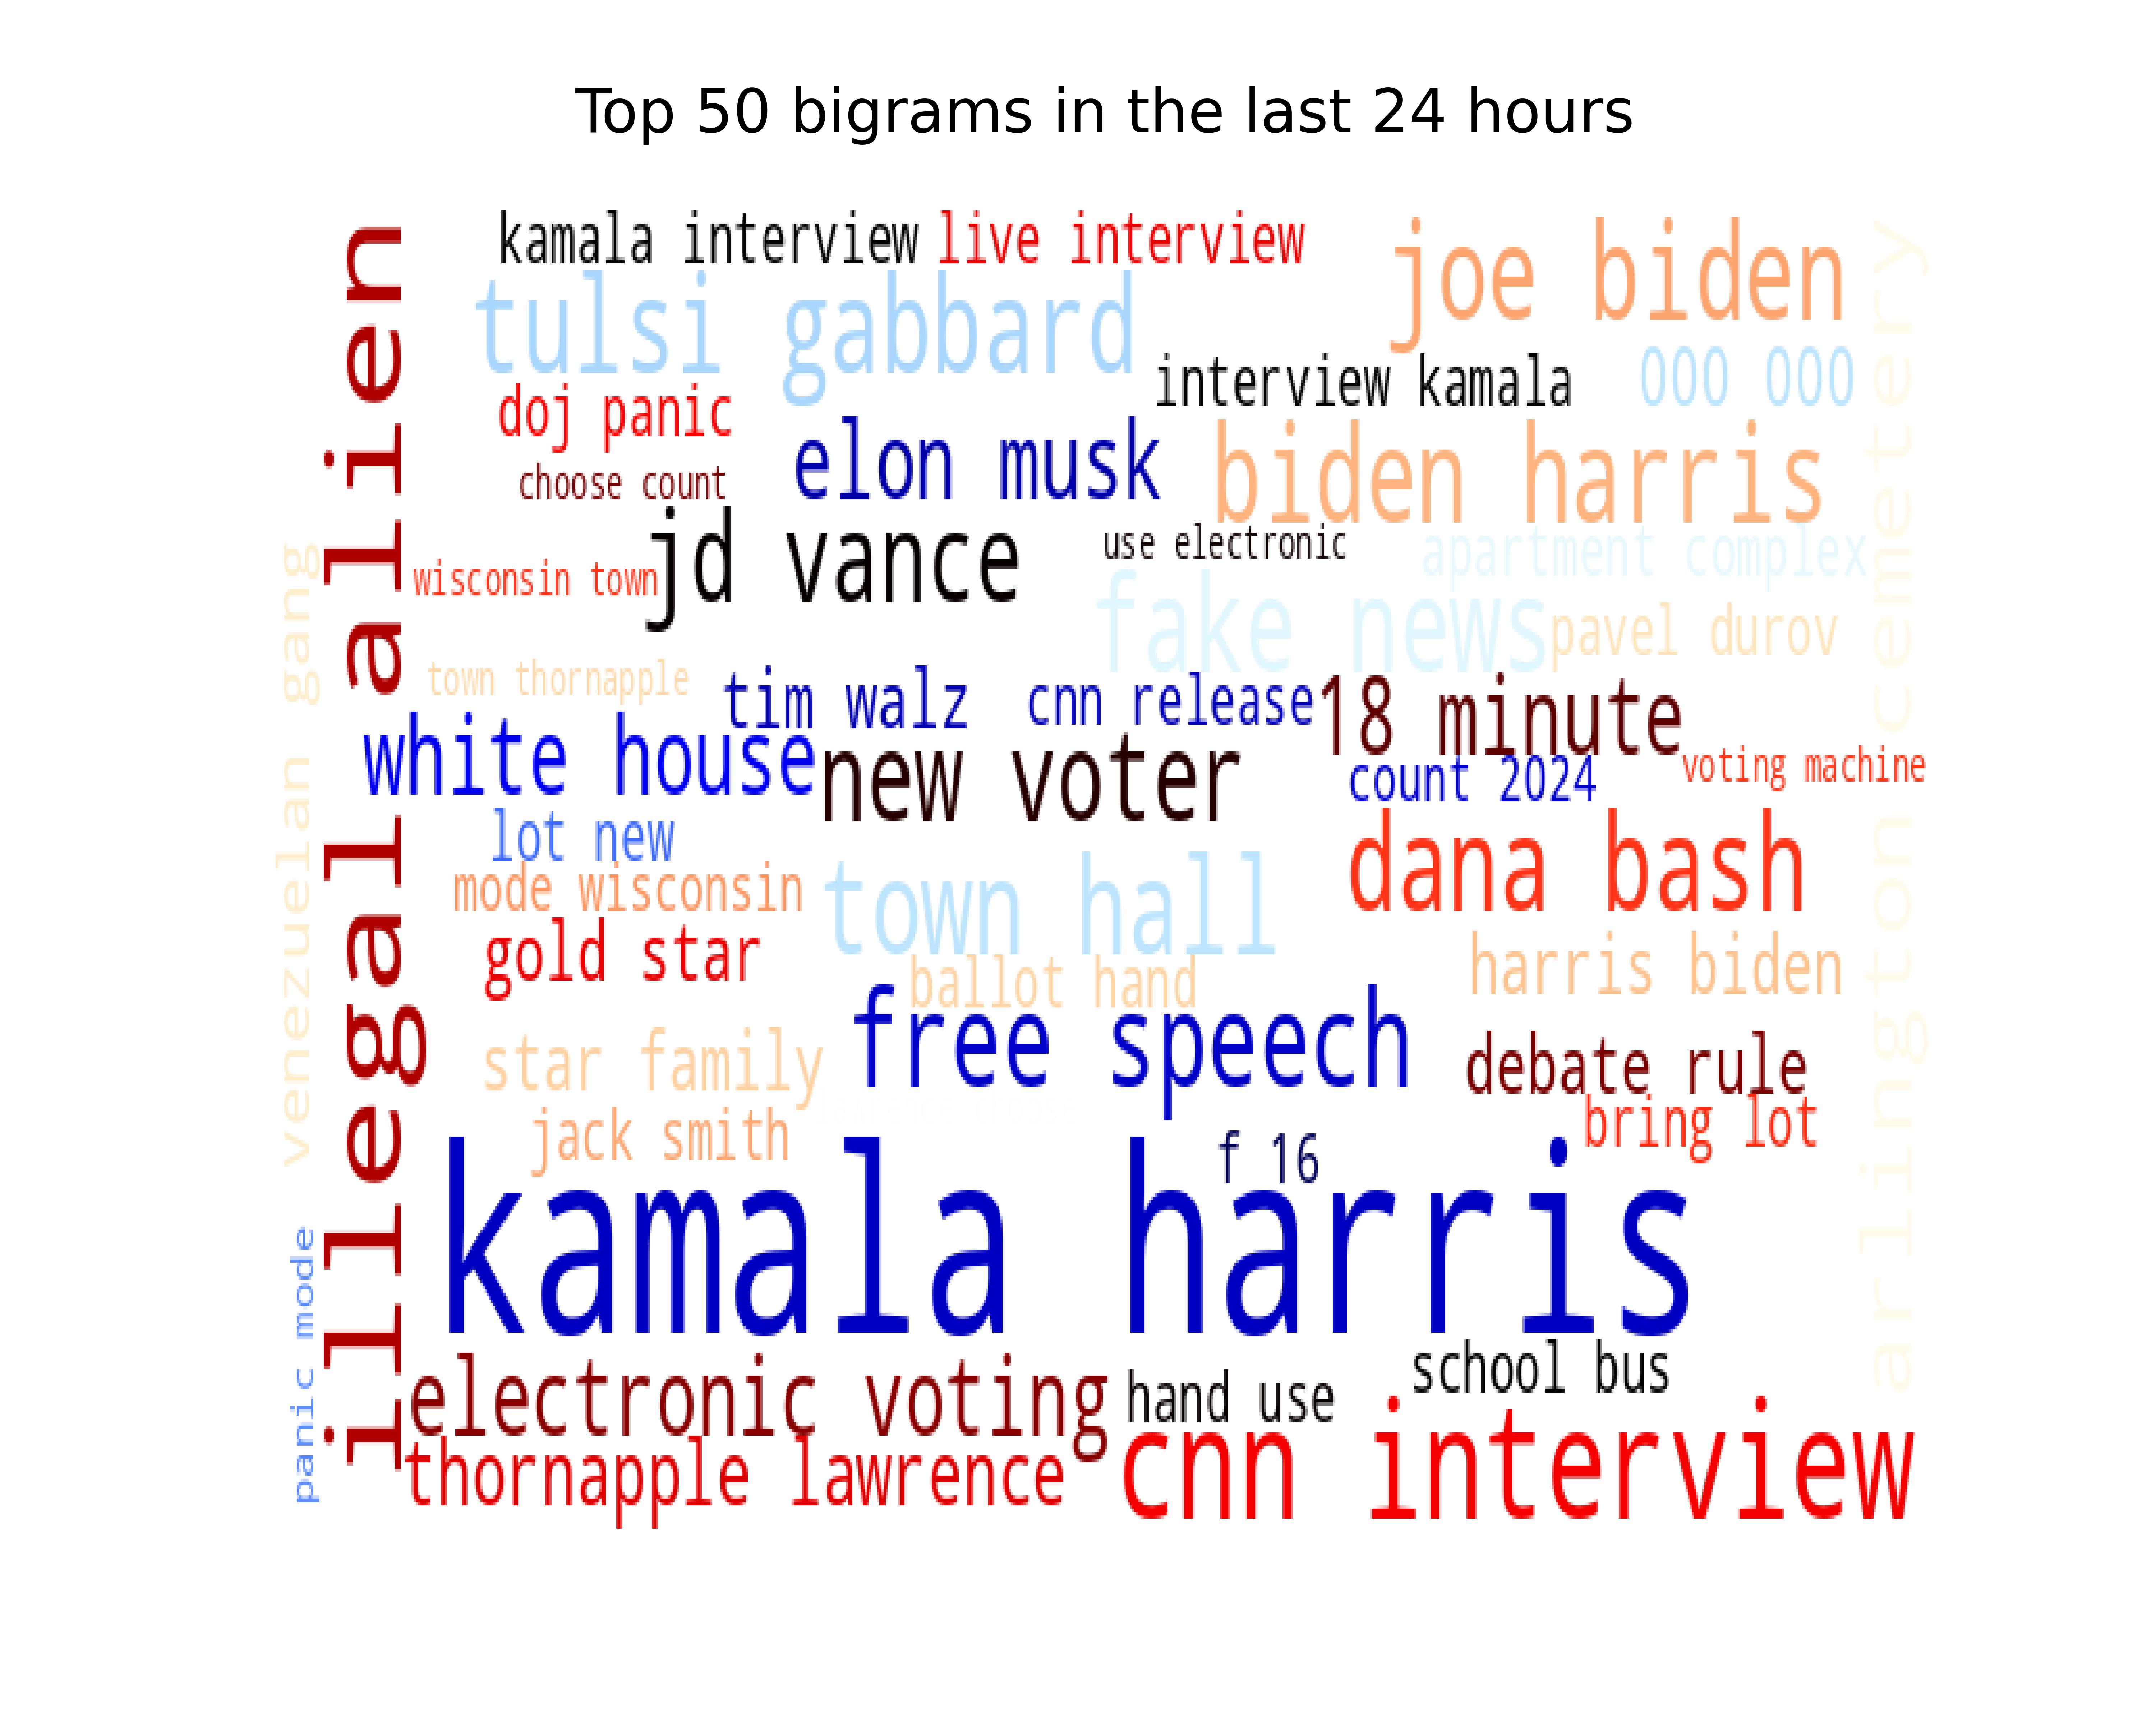 Top 50 bigrams in the last 24 hours
kamala interview
live interview
joe biden
tulsi gabbard
interview kamala
000 000
doj panic
elon musk
biden harris
choose count
jd vance
use electronic
apartment complex
wisconsin town
fake news
pavel durov
town thornapple
tim walz
cnn release
18 minute
white house
new voter
count 2024
voting machine
lot new
dana bash
mode wisconsin
town hall
gold star
ballot hand
harris biden
free speech
star family
debate rule
jack smith
f 16
bring lot
kamala harris
school bus
electronic voting
hand use
thornapple lawrence
cnn interview
illegal alien
venezuelan gang
panic mode
arlington cemetery